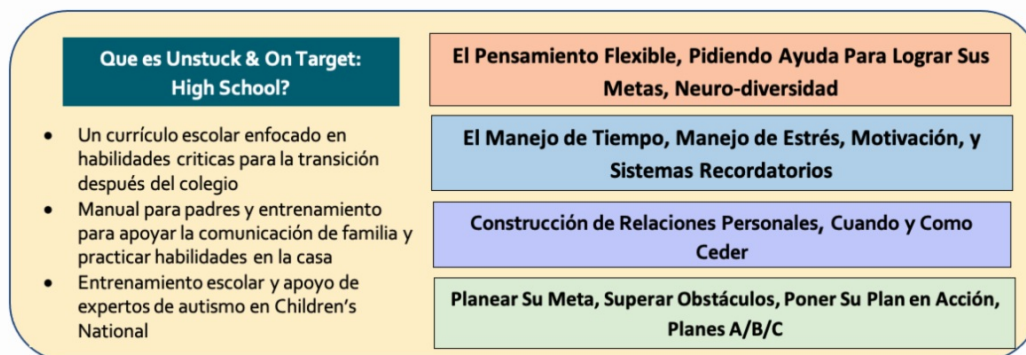 Que es Unstuck & On Target:
High School?
• Un currículo escolar enfocado en
habilidades criticas para la transición
después del colegio
• Manual para padres y entrenamiento
para apoyar la comunicación de familia y
practicar habilidades en la casa
• Entrenamiento escolar y apoyo de
expertos de autismo en Children's
National
El Pensamiento Flexible, Pidiendo Ayuda Para Lograr Sus
Metas, Neuro-diversidad
El Manejo de Tiempo, Manejo de Estrés, Motivación, y
Sistemas Recordatorios
Construcción de Relaciones Personales, Cuando y Como
Ceder
Planear Su Meta, Superar Obstáculos, Poner Su Plan en Acción,
Planes A/B/C